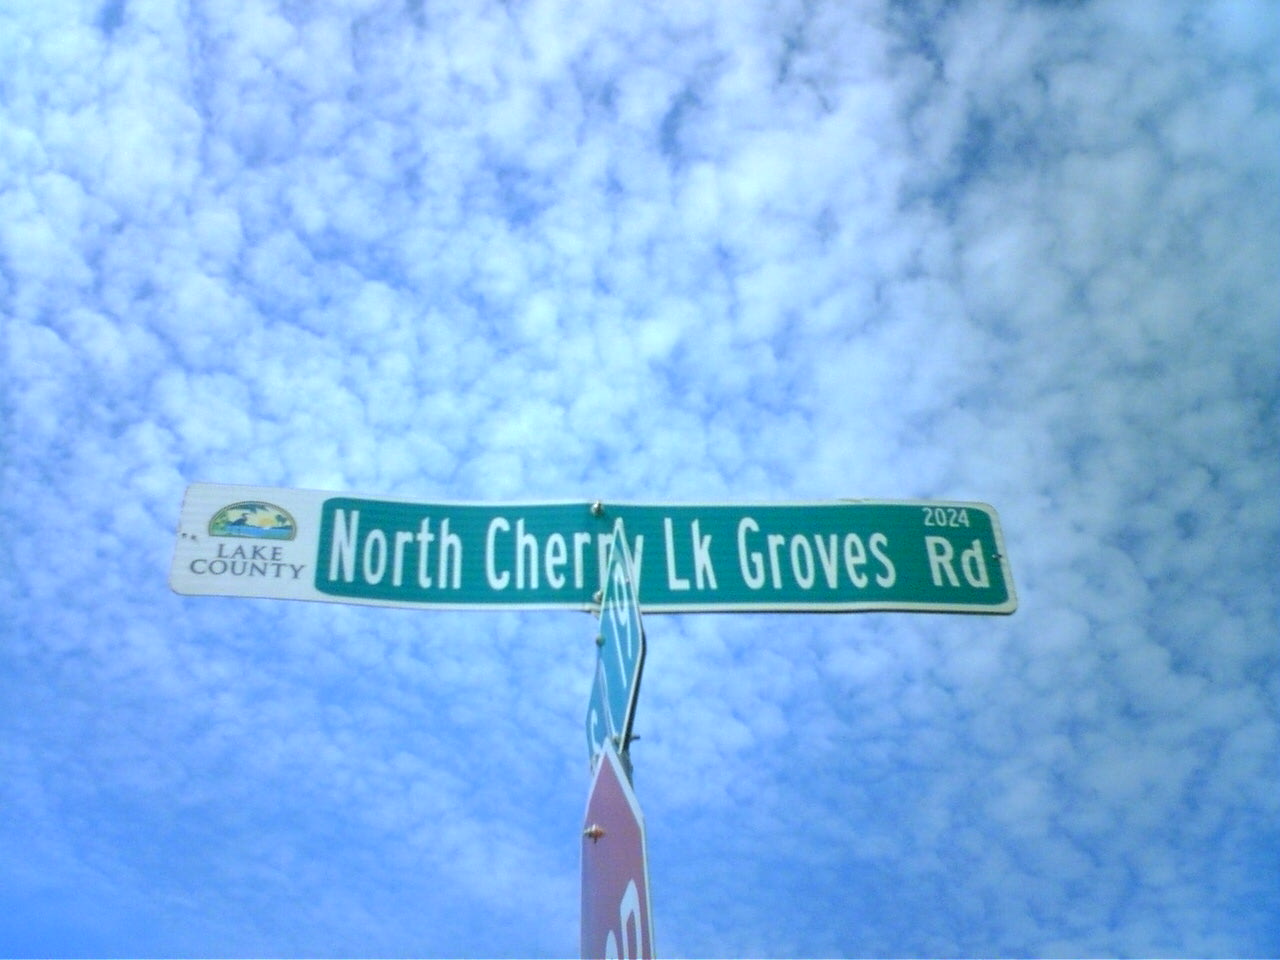 LAKE
COUNTY
North Cherry Lk Groves Rd
2024